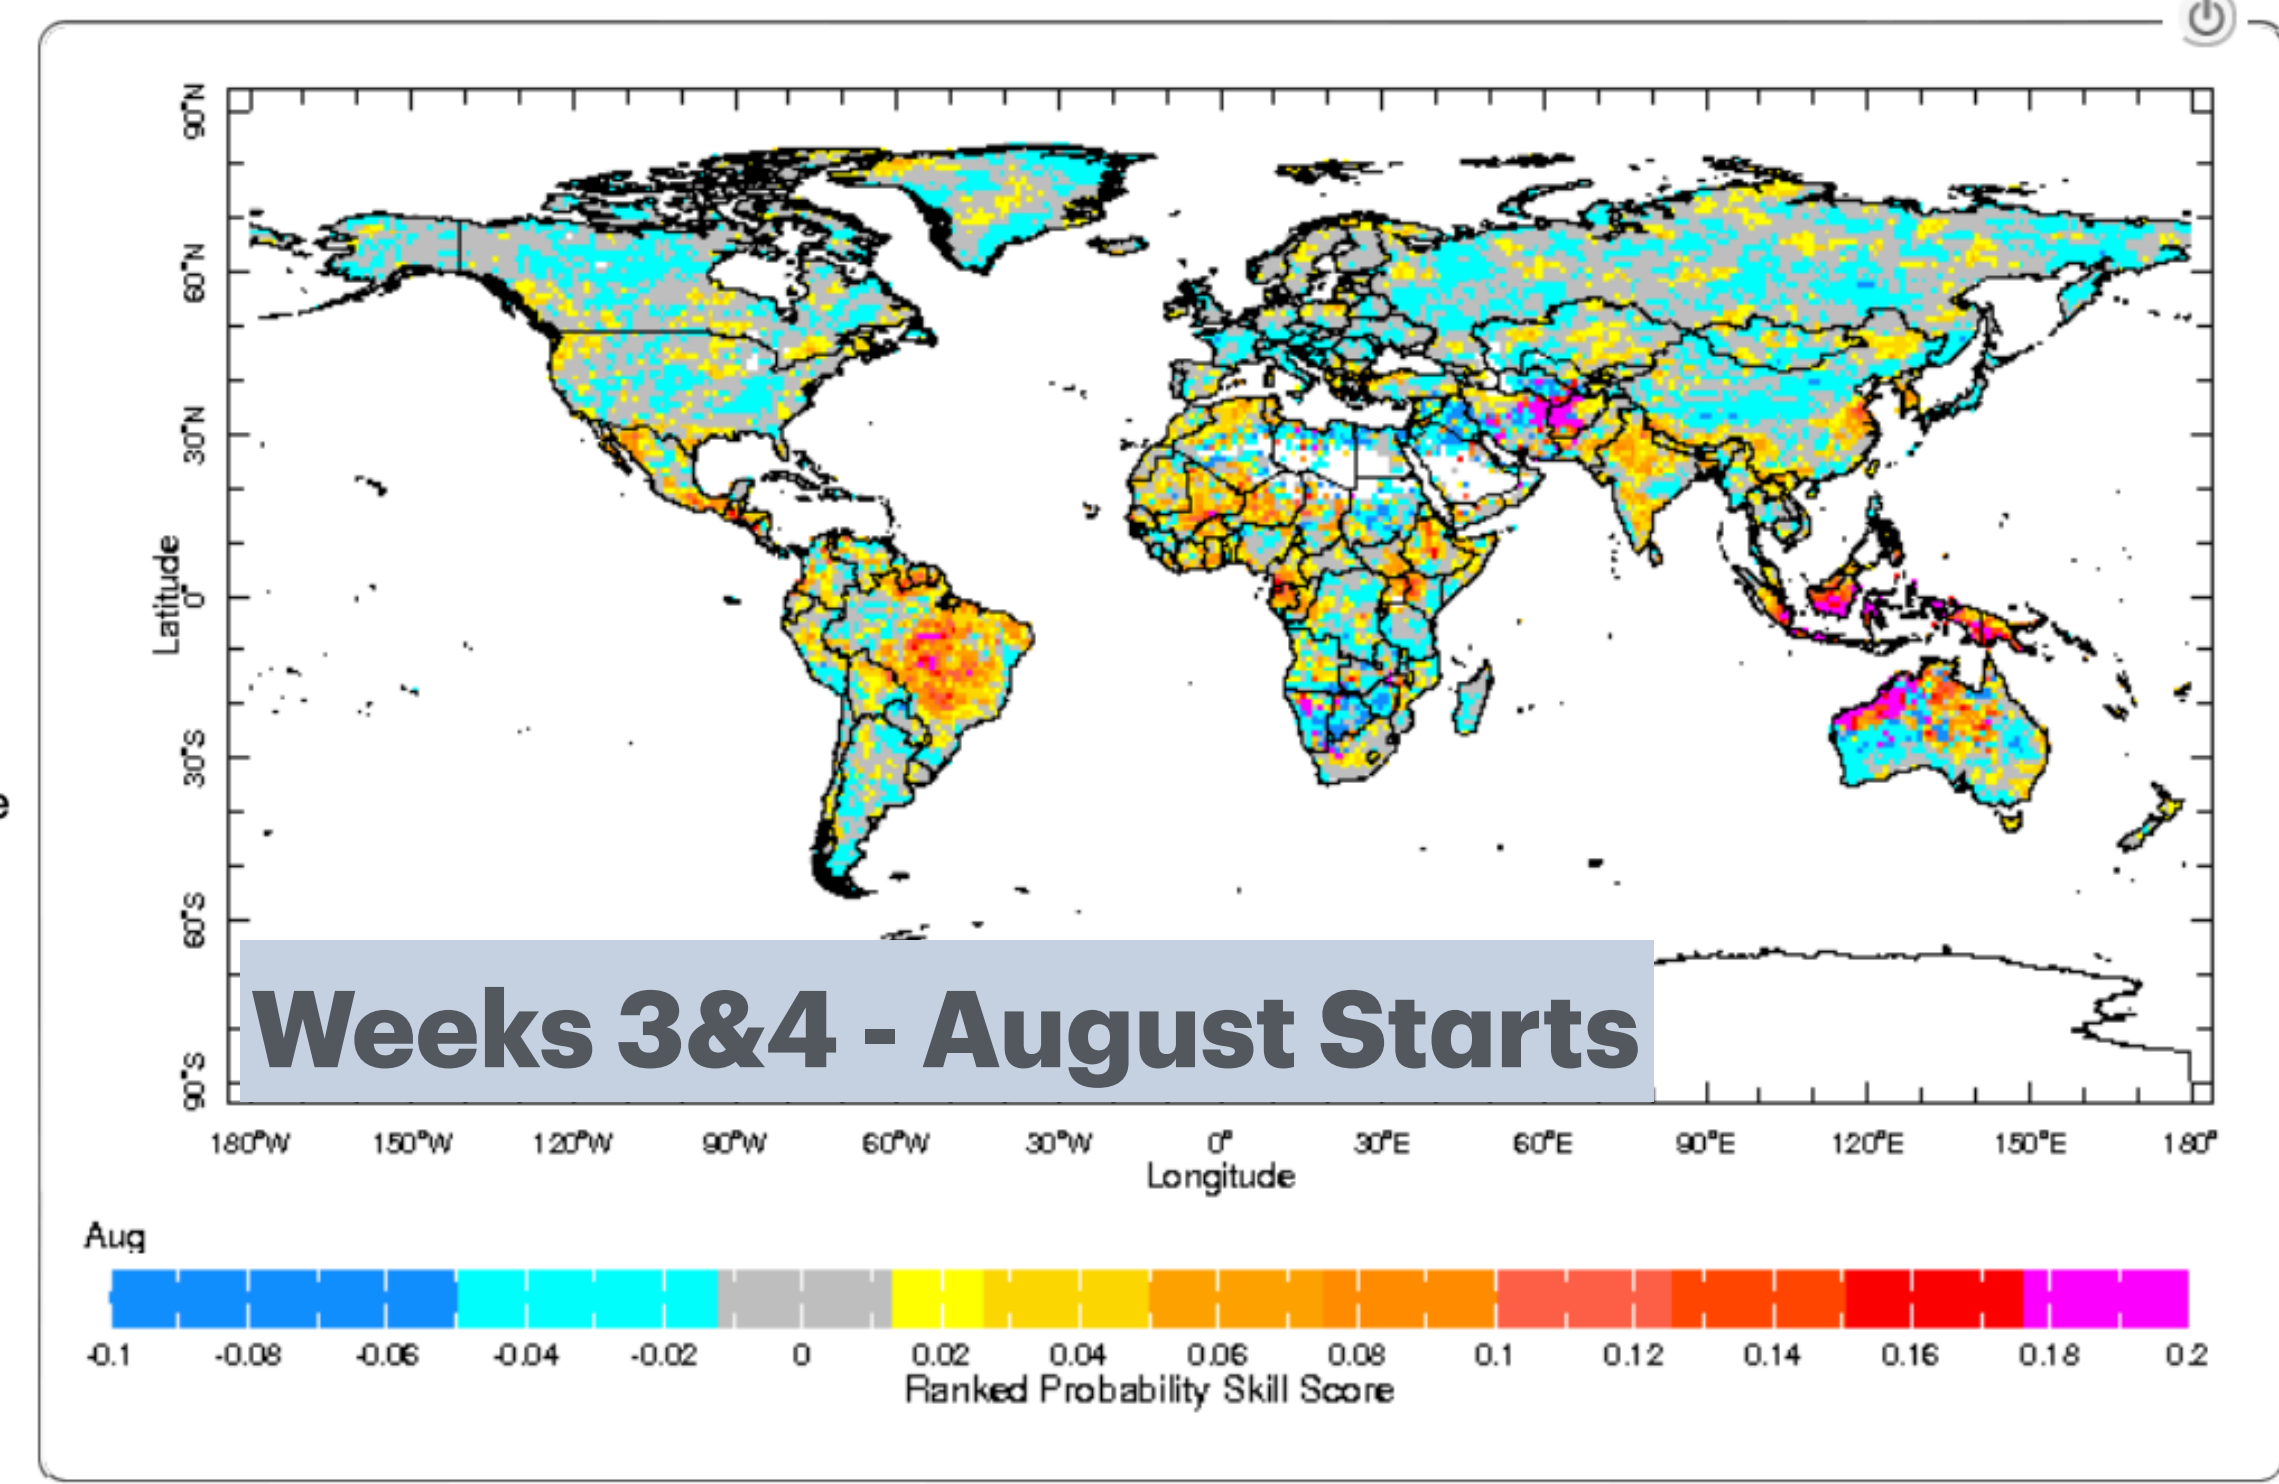 90°N
60°N
30°N
0°
30°S
60°S
90°S
Latitude
Weeks 3&4 - August Starts
180°W 150°W 120°W 90°W 60°W 30°W 0° 30°E 60°E 90°E 120°E 150°E 180°
Longitude
Aug
-0.1 -0.08 -0.06 -0.04 -0.02 0 0.02 0.04 0.06 0.08 0.1 0.12 0.14 0.16 0.18 0.2
Ranked Probability Skill Score
e